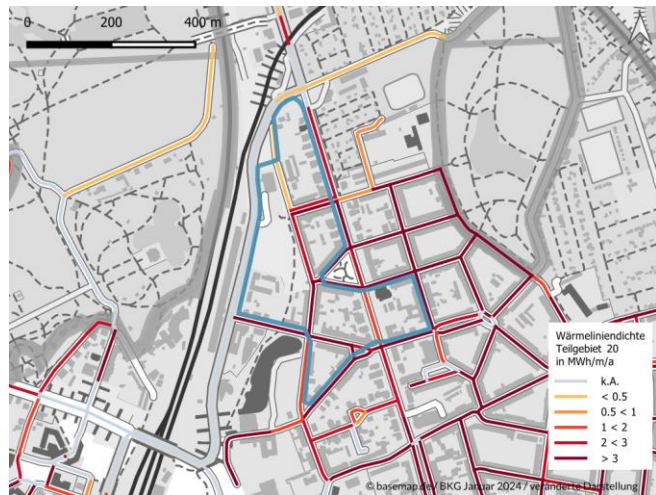 0 200 400 m
Wärmeliniendichte
Teilgebiet 20
in MWh/m/a
k.A.
< 0.5
0.5 < 1
1 < 2
2 < 3
> 3
© basemap.de / BKG Januar 2024 / veränderte Darstellung